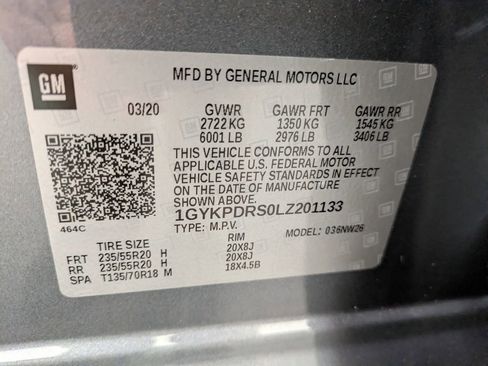 GM
MFD BY GENERAL MOTORS LLC
03/20 GVWR GAWR FRT GAWR RR
2722 KG 1350 KG 1545 KG
6001 LB 2976 LB 3406 LB
THIS VEHICLE CONFORMS TO ALL
APPLICABLE U.S. FEDERAL MOTOR
VEHICLE SAFETY STANDARDS IN EFFECT
ON THE DATE OF MANUFACTURE
SHOWN ABOVE.
1GYKPDRS0LZ201133
464C
TYPE: M.P.V. MODEL: 036NW26
TIRE SIZE RIM
FRT 235/55R20 H 20X8J
RR 235/55R20 H 20X8J
SPA T135/70R18 M 18X4.5B